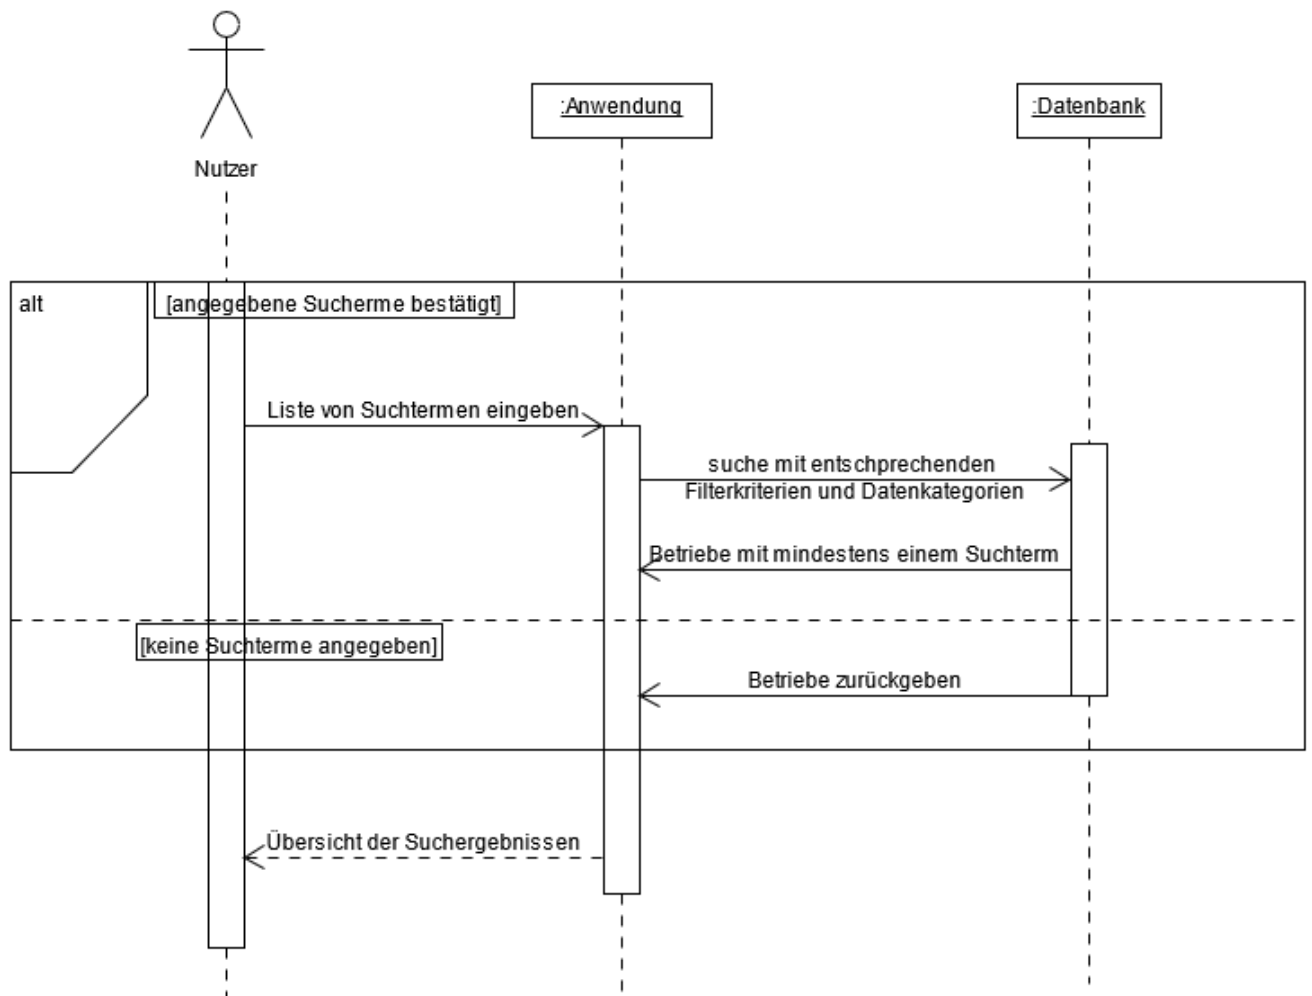 Nutzer
:Anwendung
:Datenbank
alt
[angegebene Sucherme bestätigt]
Liste von Suchtermen eingeben
suche mit entschprechenden
Filterkriterien und Datenkategorien
Betriebe mit mindestens einem Suchterm
[keine Suchterme angegeben]
Betriebe zurückgeben
Übersicht der Suchergebnissen